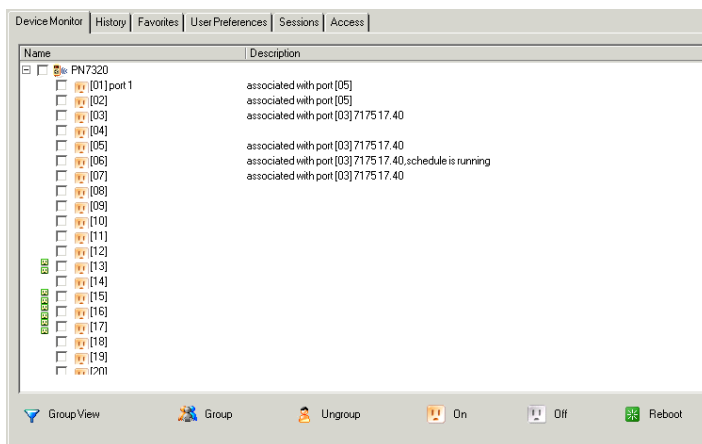 Device Monitor History Favorites User Preferences Sessions Access
Name Description
PN7320
[01] port 1 associated with port [05]
[02] associated with port [05]
[03] associated with port [03] 7175 17.40
[04]
[05] associated with port [03] 7175 17.40
[06] associated with port [03] 7175 17.40,schedule is running
[07] associated with port [03] 7175 17.40
[08]
[09]
[10]
[11]
[12]
[13]
[14]
[15]
[16]
[17]
[18]
[19]
[20]
Group View Group Ungroup On Off Reboot